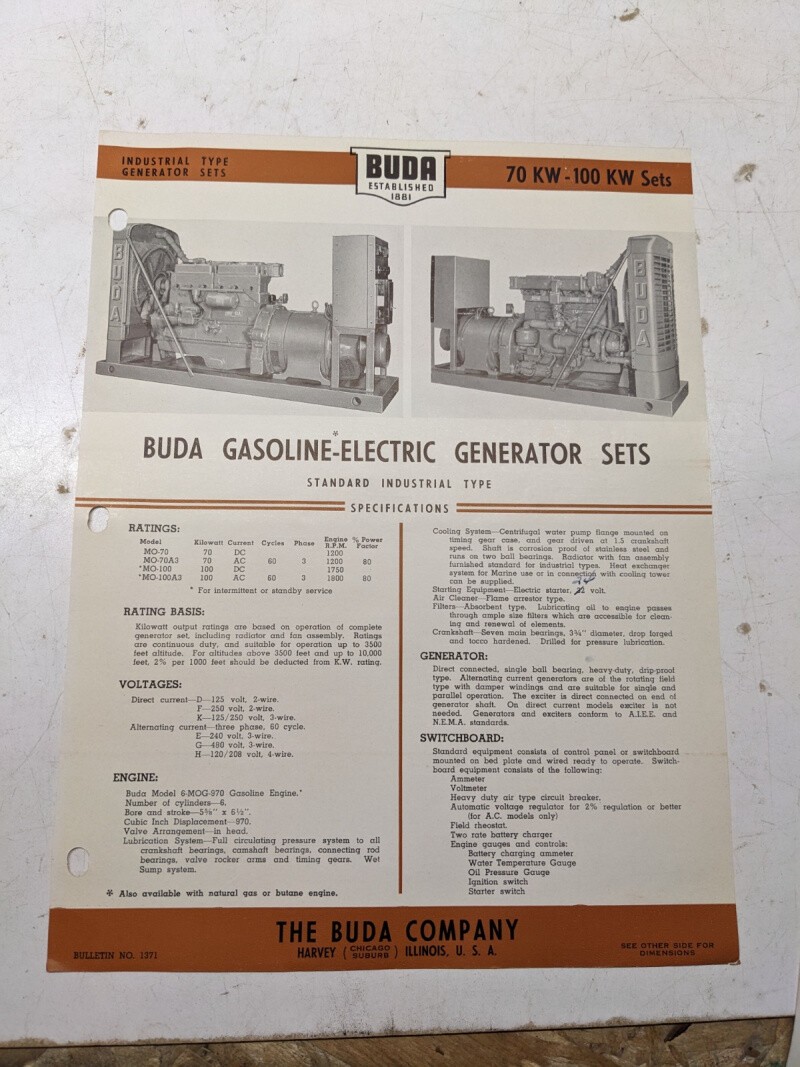 INDUSTRIAL TYPE
GENERATOR SETS
BUDA
ESTABLISHED
1881
70 KW - 100 KW Sets
BUDA
BUDA
BUDA GASOLINE*-ELECTRIC GENERATOR SETS
STANDARD INDUSTRIAL TYPE
SPECIFICATIONS
RATINGS:
Model Kilowatt Current Cycles Phase Engine R.P.M. % Power Factor
MO-70 70 DC 1200
MO-70A3 70 AC 60 3 1200 80
*MO-100 100 DC 1750
*MO-100A3 100 AC 60 3 1800 80
* For intermittent or standby service
RATING BASIS:
Kilowatt output ratings are based on operation of complete
generator set, including radiator and fan assembly. Ratings
are continuous duty, and suitable for operation up to 3500
feet altitude. For altitudes above 3500 feet and up to 10,000
feet, 2% per 1000 feet should be deducted from K.W. rating.
VOLTAGES:
Direct current—D—125 volt, 2-wire.
F—250 volt, 2-wire.
K—125/250 volt, 3-wire.
Alternating current—three phase, 60 cycle.
E—240 volt, 3-wire.
G—480 volt, 3-wire.
H—120/208 volt, 4-wire.
ENGINE:
Buda Model 6-MOG-970 Gasoline Engine.*
Number of cylinders—6.
Bore and stroke—5⅝" x 6½".
Cubic Inch Displacement—970.
Valve Arrangement—in head.
Lubrication System—Full circulating pressure system to all
crankshaft bearings, camshaft bearings, connecting rod
bearings, valve rocker arms and timing gears. Wet
Sump system.
* Also available with natural gas or butane engine.
Cooling System—Centrifugal water pump flange mounted on
timing gear case, and gear driven at 1.5 crankshaft
speed. Shaft is corrosion proof of stainless steel and
runs on two ball bearings. Radiator with fan assembly
furnished standard for industrial types. Heat exchanger
system for Marine use or in connection with cooling tower
can be supplied.
Starting Equipment—Electric starter, 12 volt.
Air Cleaner—Flame arrestor type.
Filters—Absorbent type. Lubricating oil to engine passes
through ample size filters which are accessible for clean-
ing and renewal of elements.
Crankshaft—Seven main bearings, 3¾" diameter, drop forged
and tocco hardened. Drilled for pressure lubrication.
GENERATOR:
Direct connected, single ball bearing, heavy-duty, drip-proof
type. Alternating current generators are of the rotating field
type with damper windings and are suitable for single and
parallel operation. The exciter is direct connected on end of
generator shaft. On direct current models exciter is not
needed. Generators and exciters conform to A.I.E.E. and
N.E.M.A. standards.
SWITCHBOARD:
Standard equipment consists of control panel or switchboard
mounted on bed plate and wired ready to operate. Switch-
board equipment consists of the following:
Ammeter
Voltmeter
Heavy duty air type circuit breaker.
Automatic voltage regulator for 2% regulation or better
(for A.C. models only)
Field rheostat.
Two rate battery charger
Engine gauges and controls:
Battery charging ammeter
Water Temperature Gauge
Oil Pressure Gauge
Ignition switch
Starter switch
THE BUDA COMPANY
HARVEY (CHICAGO SUBURB) ILLINOIS, U. S. A.
BULLETIN NO. 1371
SEE OTHER SIDE FOR
DIMENSIONS